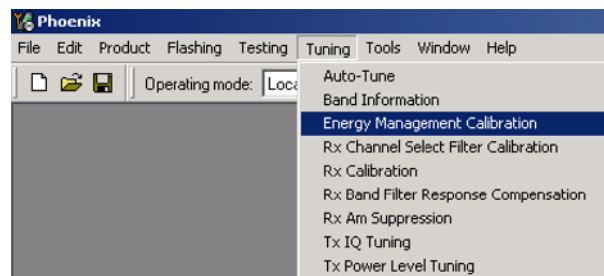 Phoenix
File Edit Product Flashing Testing Tuning Tools Window Help
Operating mode: Loca
Auto-Tune
Band Information
Energy Management Calibration
Rx Channel Select Filter Calibration
Rx Calibration
Rx Band Filter Response Compensation
Rx Am Suppression
Tx IQ Tuning
Tx Power Level Tuning